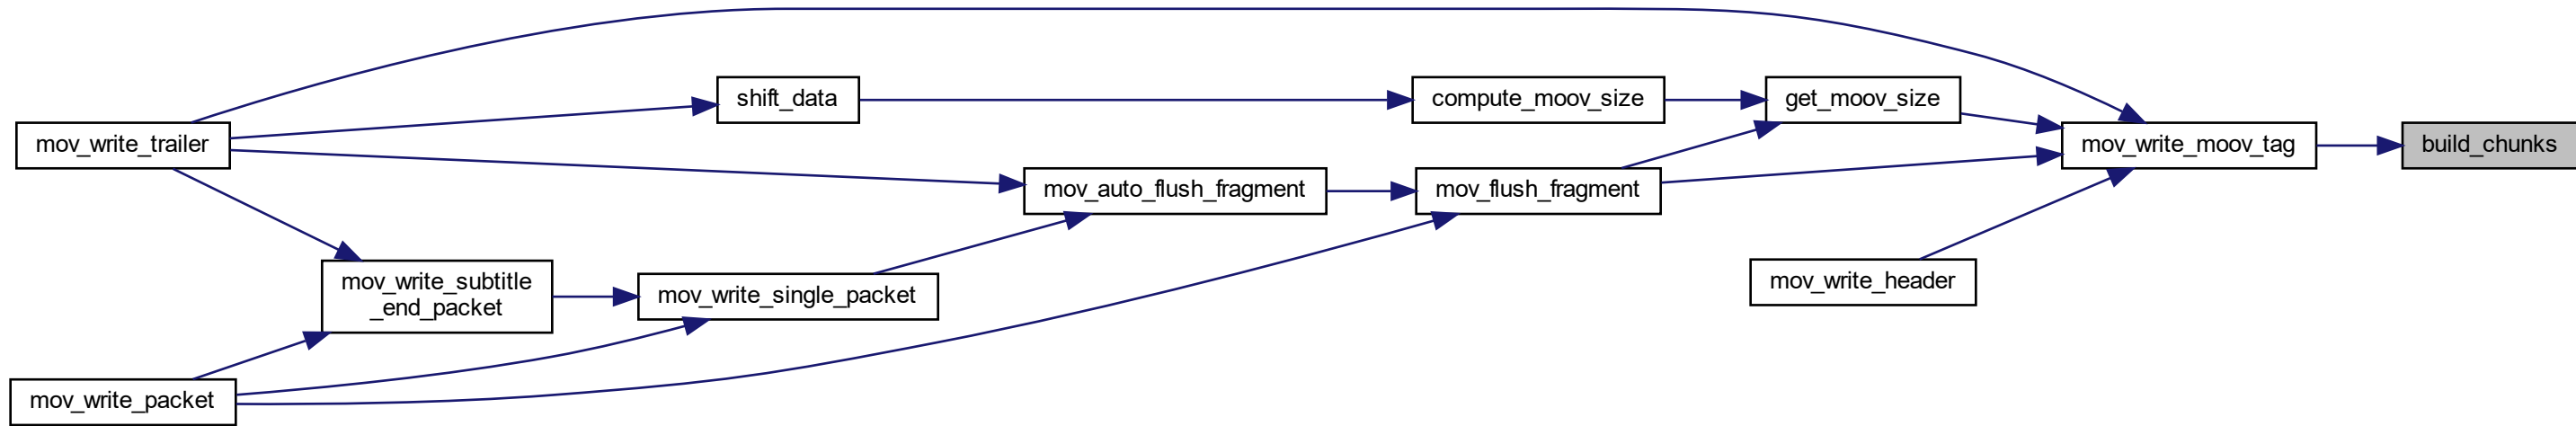 shift_data
compute_moov_size
get_moov_size
mov_write_trailer
mov_write_moov_tag
build_chunks
mov_auto_flush_fragment
mov_flush_fragment
mov_write_subtitle
_end_packet
mov_write_single_packet
mov_write_header
mov_write_packet